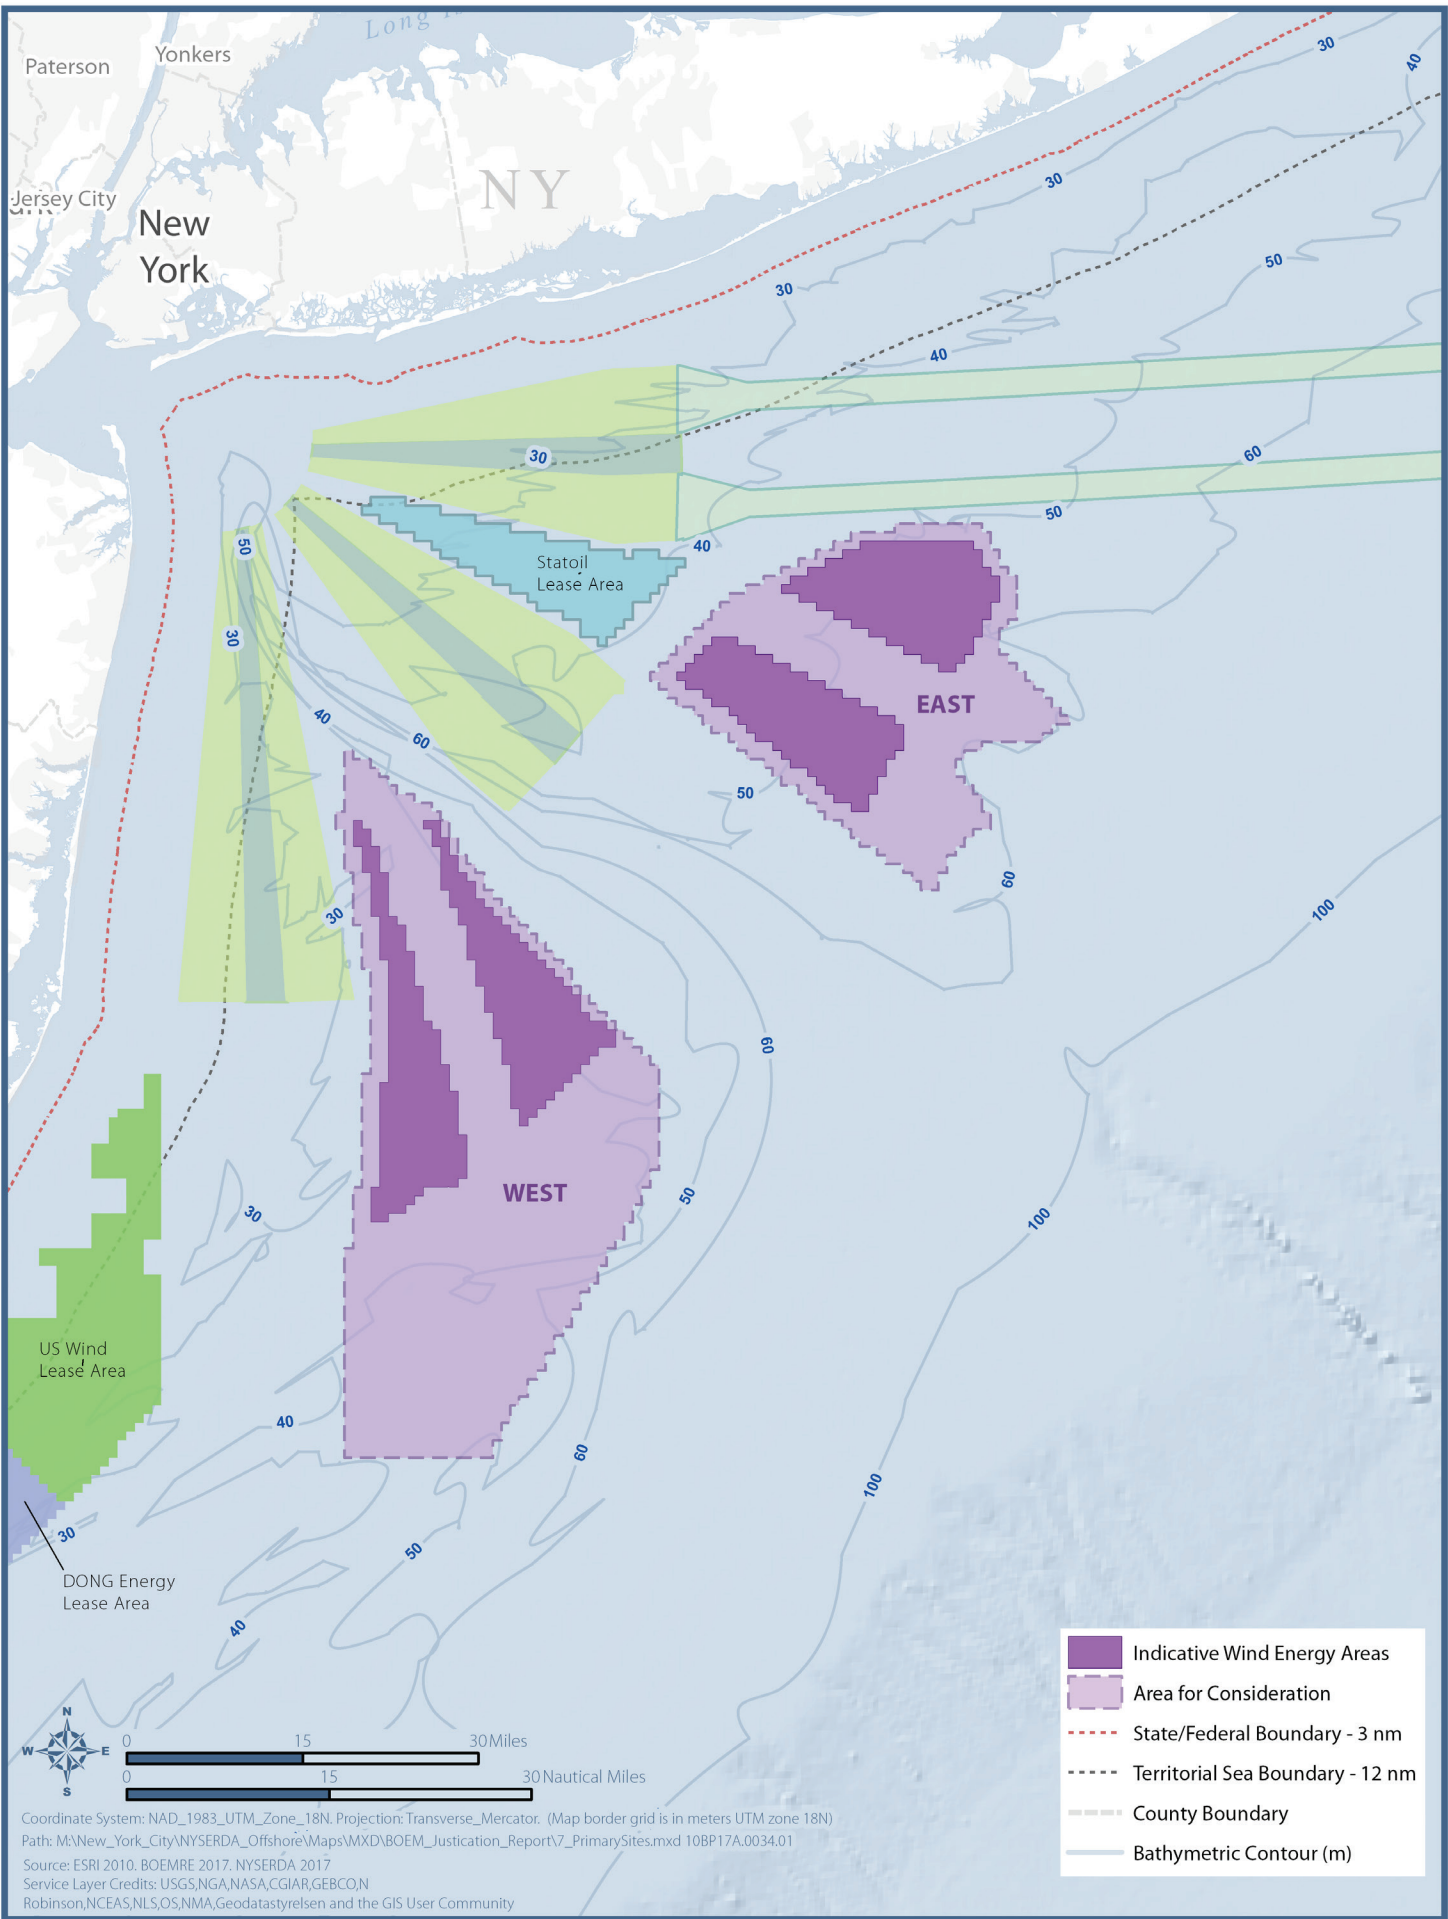 Long
Paterson
Yonkers
30
40
NY
Jersey City
New
York
30
30
50
40
30
60
50
40
50
Statoil
Lease Area
30
EAST
40
60
50
60
30
100
60
WEST
50
30
100
US Wind
Lease Area
40
60
100
30
50
DONG Energy
Lease Area
40
Indicative Wind Energy Areas
Area for Consideration
State/Federal Boundary - 3 nm
Territorial Sea Boundary - 12 nm
County Boundary
Bathymetric Contour (m)
N
W E
S
0 15 30 Miles
0 15 30 Nautical Miles
Coordinate System: NAD_1983_UTM_Zone_18N. Projection: Transverse_Mercator. (Map border grid is in meters UTM zone 18N)
Path: M:\New_York_City\NYSERDA_Offshore\Maps\MXD\BOEM_Justication_Report\7_PrimarySites.mxd 10BP17A.0034.01
Source: ESRI 2010. BOEMRE 2017. NYSERDA 2017
Service Layer Credits: USGS,NGA,NASA,CGIAR,GEBCO,N
Robinson,NCEAS,NLS,OS,NMA,Geodatastyrelsen and the GIS User Community